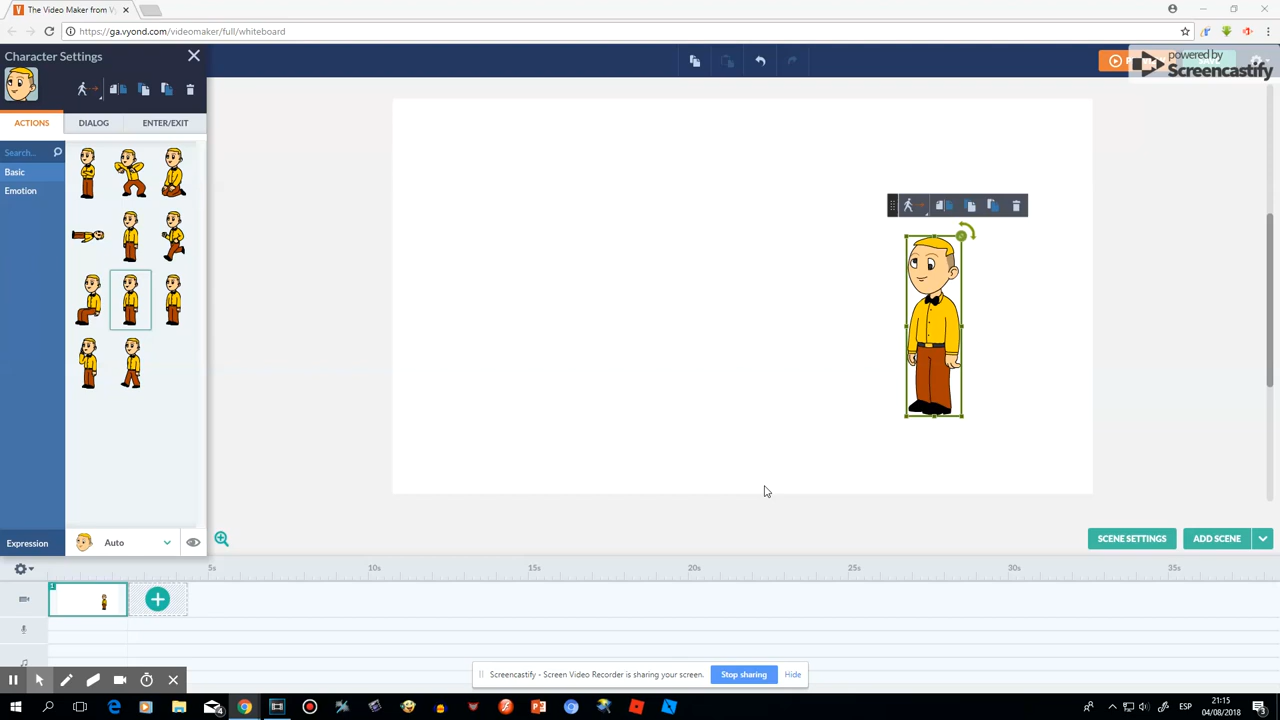 The Video Maker from Vy
https://ga.vyond.com/videomaker/full/whiteboard
Character Settings
powered by
Screencastify
ACTIONS
DIALOG
ENTER/EXIT
Search...
Basic
Emotion
Expression
Auto
SCENE SETTINGS
ADD SCENE
5s
10s
15s
20s
25s
30s
35s
1
Screencastify - Screen Video Recorder is sharing your screen.
Stop sharing
Hide
ESP
21:15
04/08/2018